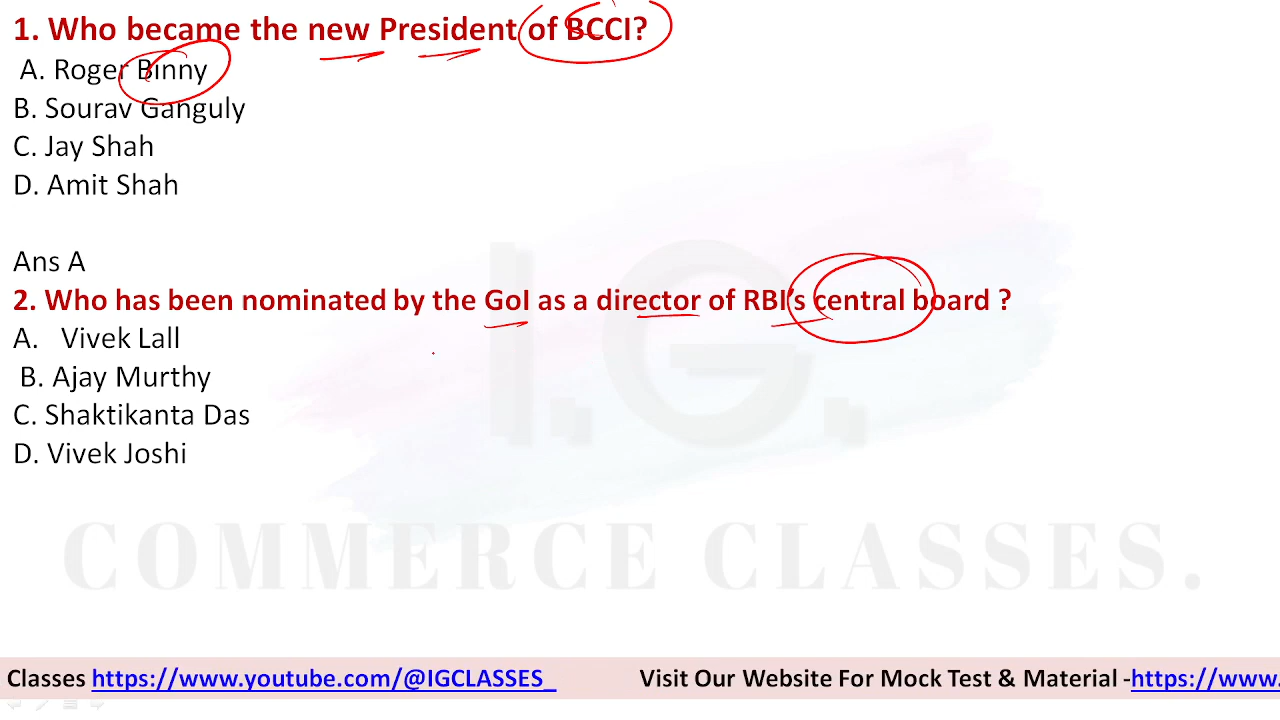 1. Who became the new President of BCCI?
A. Roger Binny
B. Sourav Ganguly
C. Jay Shah
D. Amit Shah
Ans A
2. Who has been nominated by the GoI as a director of RBI's central board ?
A. Vivek Lall
B. Ajay Murthy
C. Shaktikanta Das
D. Vivek Joshi
I.G.
COMMERCE CLASSES.
Classes https://www.youtube.com/@IGCLASSES_ Visit Our Website For Mock Test & Material -https://www.